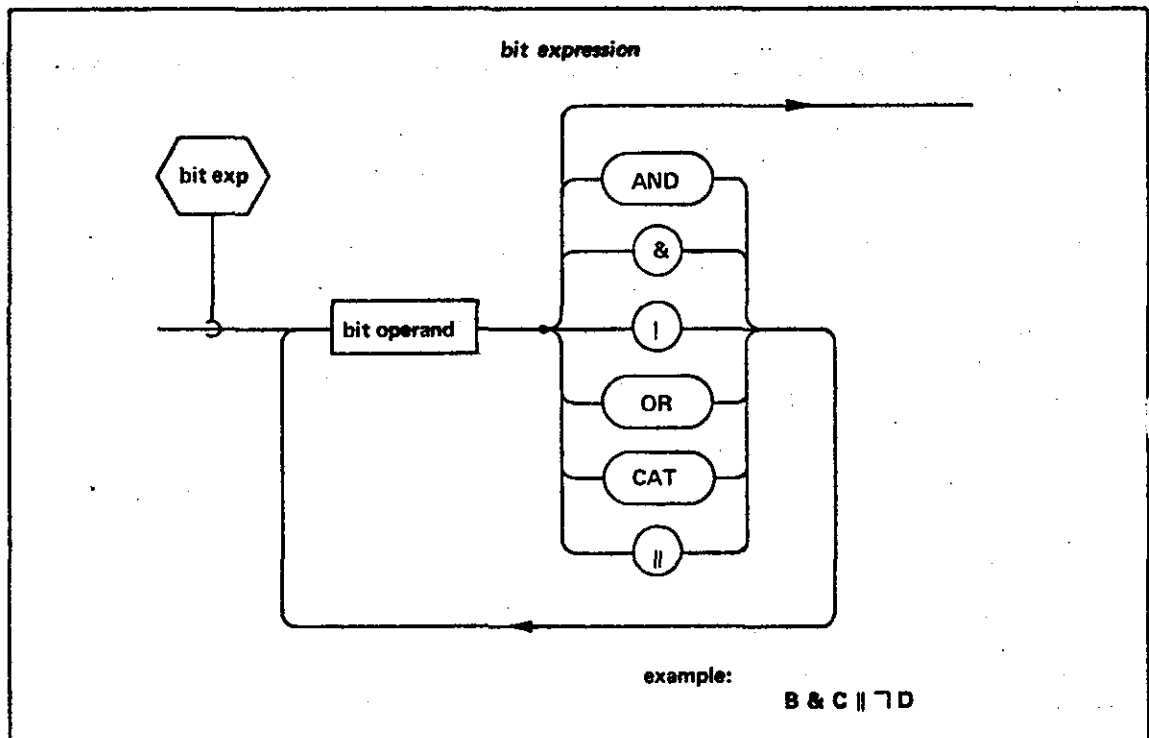 bit expression
bit exp
AND
&
bit operand
|
OR
CAT
||
example:
B & C || ¬ D